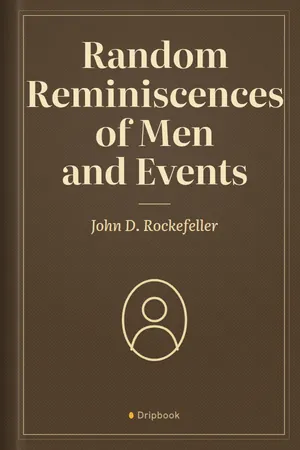 Random
Reminiscences
of Men
and Events
John D. Rockefeller
Dripbook